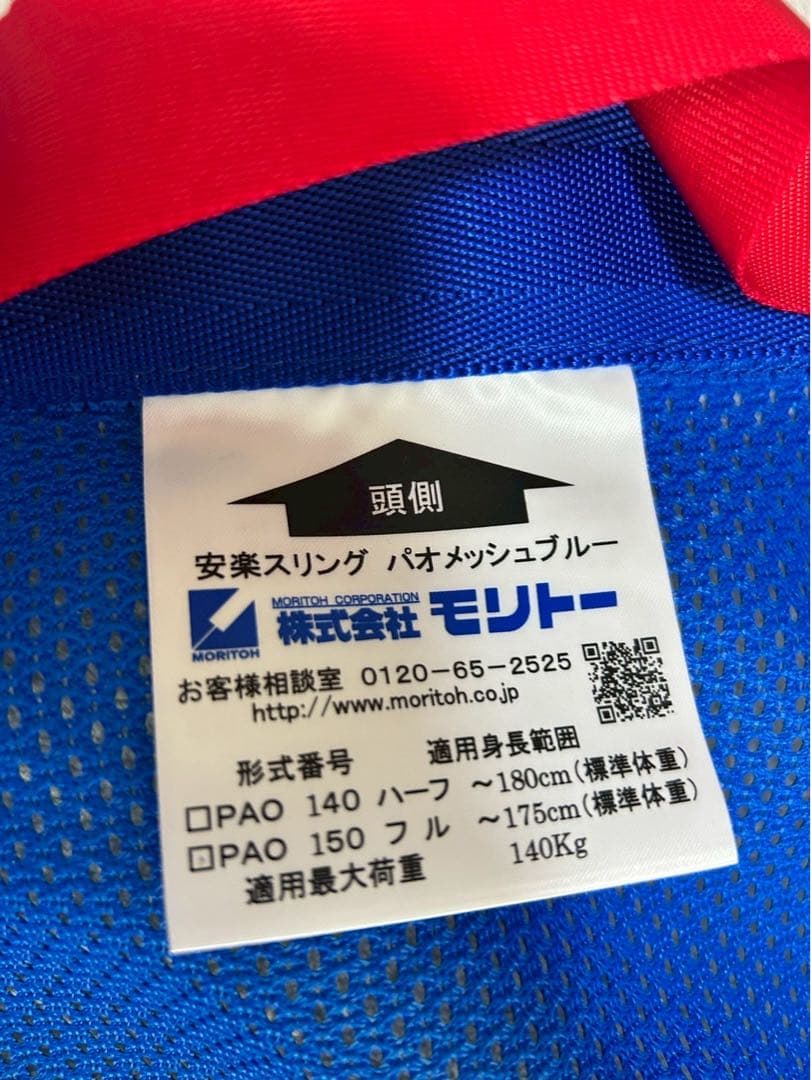 頭側
安楽スリング パオメッシュブルー
MORITOH CORPORATION
株式会社 モリトー
MORITOH
お客様相談室 0120-65-2525
http://www.moritoh.co.jp
形式番号 適用身長範囲
□PAO 140 ハーフ ～180cm(標準体重)
□PAO 150 フル ～175cm(標準体重)
適用最大荷重 140Kg